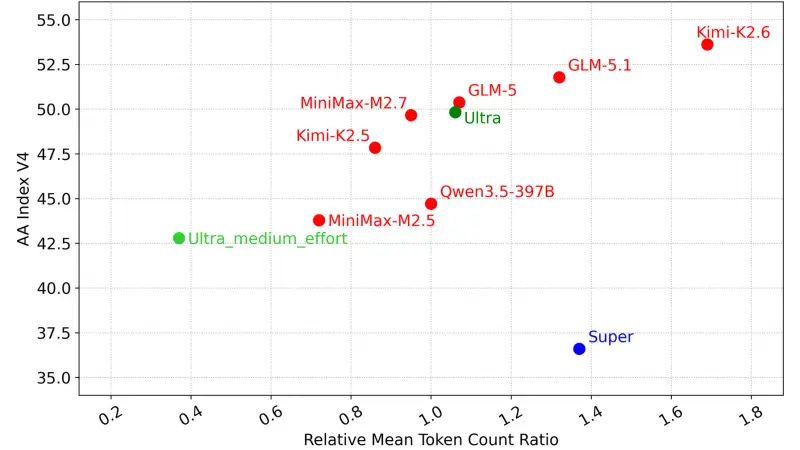 55.0
Kimi-K2.6
52.5
GLM-5.1
50.0
MiniMax-M2.7
GLM-5
Ultra
47.5
Kimi-K2.5
45.0
Qwen3.5-397B
MiniMax-M2.5
42.5
Ultra_medium_effort
40.0
37.5
Super
35.0
AA Index V4
0.2
0.4
0.6
0.8
1.0
1.2
1.4
1.6
1.8
Relative Mean Token Count Ratio